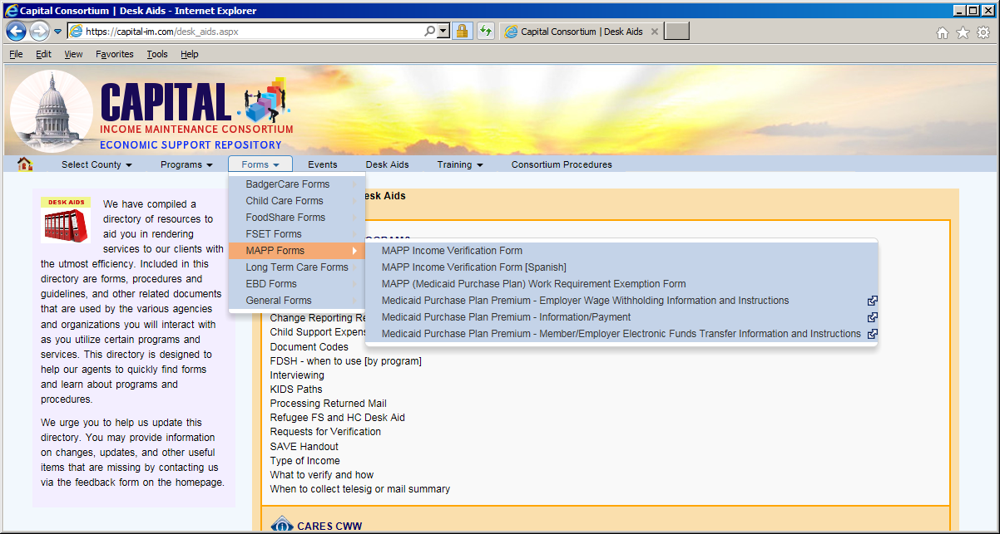 Capital Consortium | Desk Aids - Internet Explorer
https://capital-im.com/desk_aids.aspx
Capital Consortium | Desk Aids
File Edit View Favorites Tools Help
CAPITAL
INCOME MAINTENANCE CONSORTIUM
ECONOMIC SUPPORT REPOSITORY
Select County Programs Forms Events Desk Aids Training Consortium Procedures
BadgerCare Forms
Child Care Forms
FoodShare Forms
FSET Forms
MAPP Forms
Long Term Care Forms
EBD Forms
General Forms
MAPP Income Verification Form
MAPP Income Verification Form [Spanish]
MAPP (Medicaid Purchase Plan) Work Requirement Exemption Form
Medicaid Purchase Plan Premium - Employer Wage Withholding Information and Instructions
Medicaid Purchase Plan Premium - Information/Payment
Medicaid Purchase Plan Premium - Member/Employer Electronic Funds Transfer Information and Instructions
DESK AIDS
We have compiled a
directory of resources to
aid you in rendering
services to our clients with
the utmost efficiency. Included in this
directory are forms, procedures and
guidelines, and other related documents
that are used by the various agencies
and organizations you will interact with
as you utilize certain programs and
services. This directory is designed to
help our agents to quickly find forms
and learn about programs and
procedures.
We urge you to help us update this
directory. You may provide information
on changes, updates, and other useful
items that are missing by contacting us
via the feedback form on the homepage.
esk Aids
Change Reporting Re
Child Support Expens
Document Codes
FDSH - when to use [by program]
Interviewing
KIDS Paths
Processing Returned Mail
Refugee FS and HC Desk Aid
Requests for Verification
SAVE Handout
Type of Income
What to verify and how
When to collect telesig or mail summary
CARES CWW